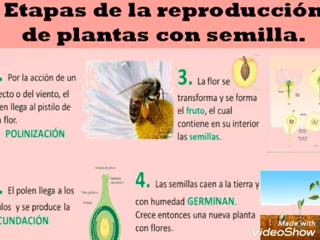 Etapas de la reproducción
de plantas con semilla.
. Por la acción de un
ecto o del viento, el
en llega al pistilo de
flor.
POLINIZACIÓN
3. La flor se
transforma y se forma
el fruto, el cual
contiene en su interior
las semillas.
. El polen llega a los
ulos y se produce la
CUNDACIÓN
4. Las semillas caen a la tierra y
con humedad GERMINAN.
Crece entonces una nueva planta
con flores.
Made with
VideoShow